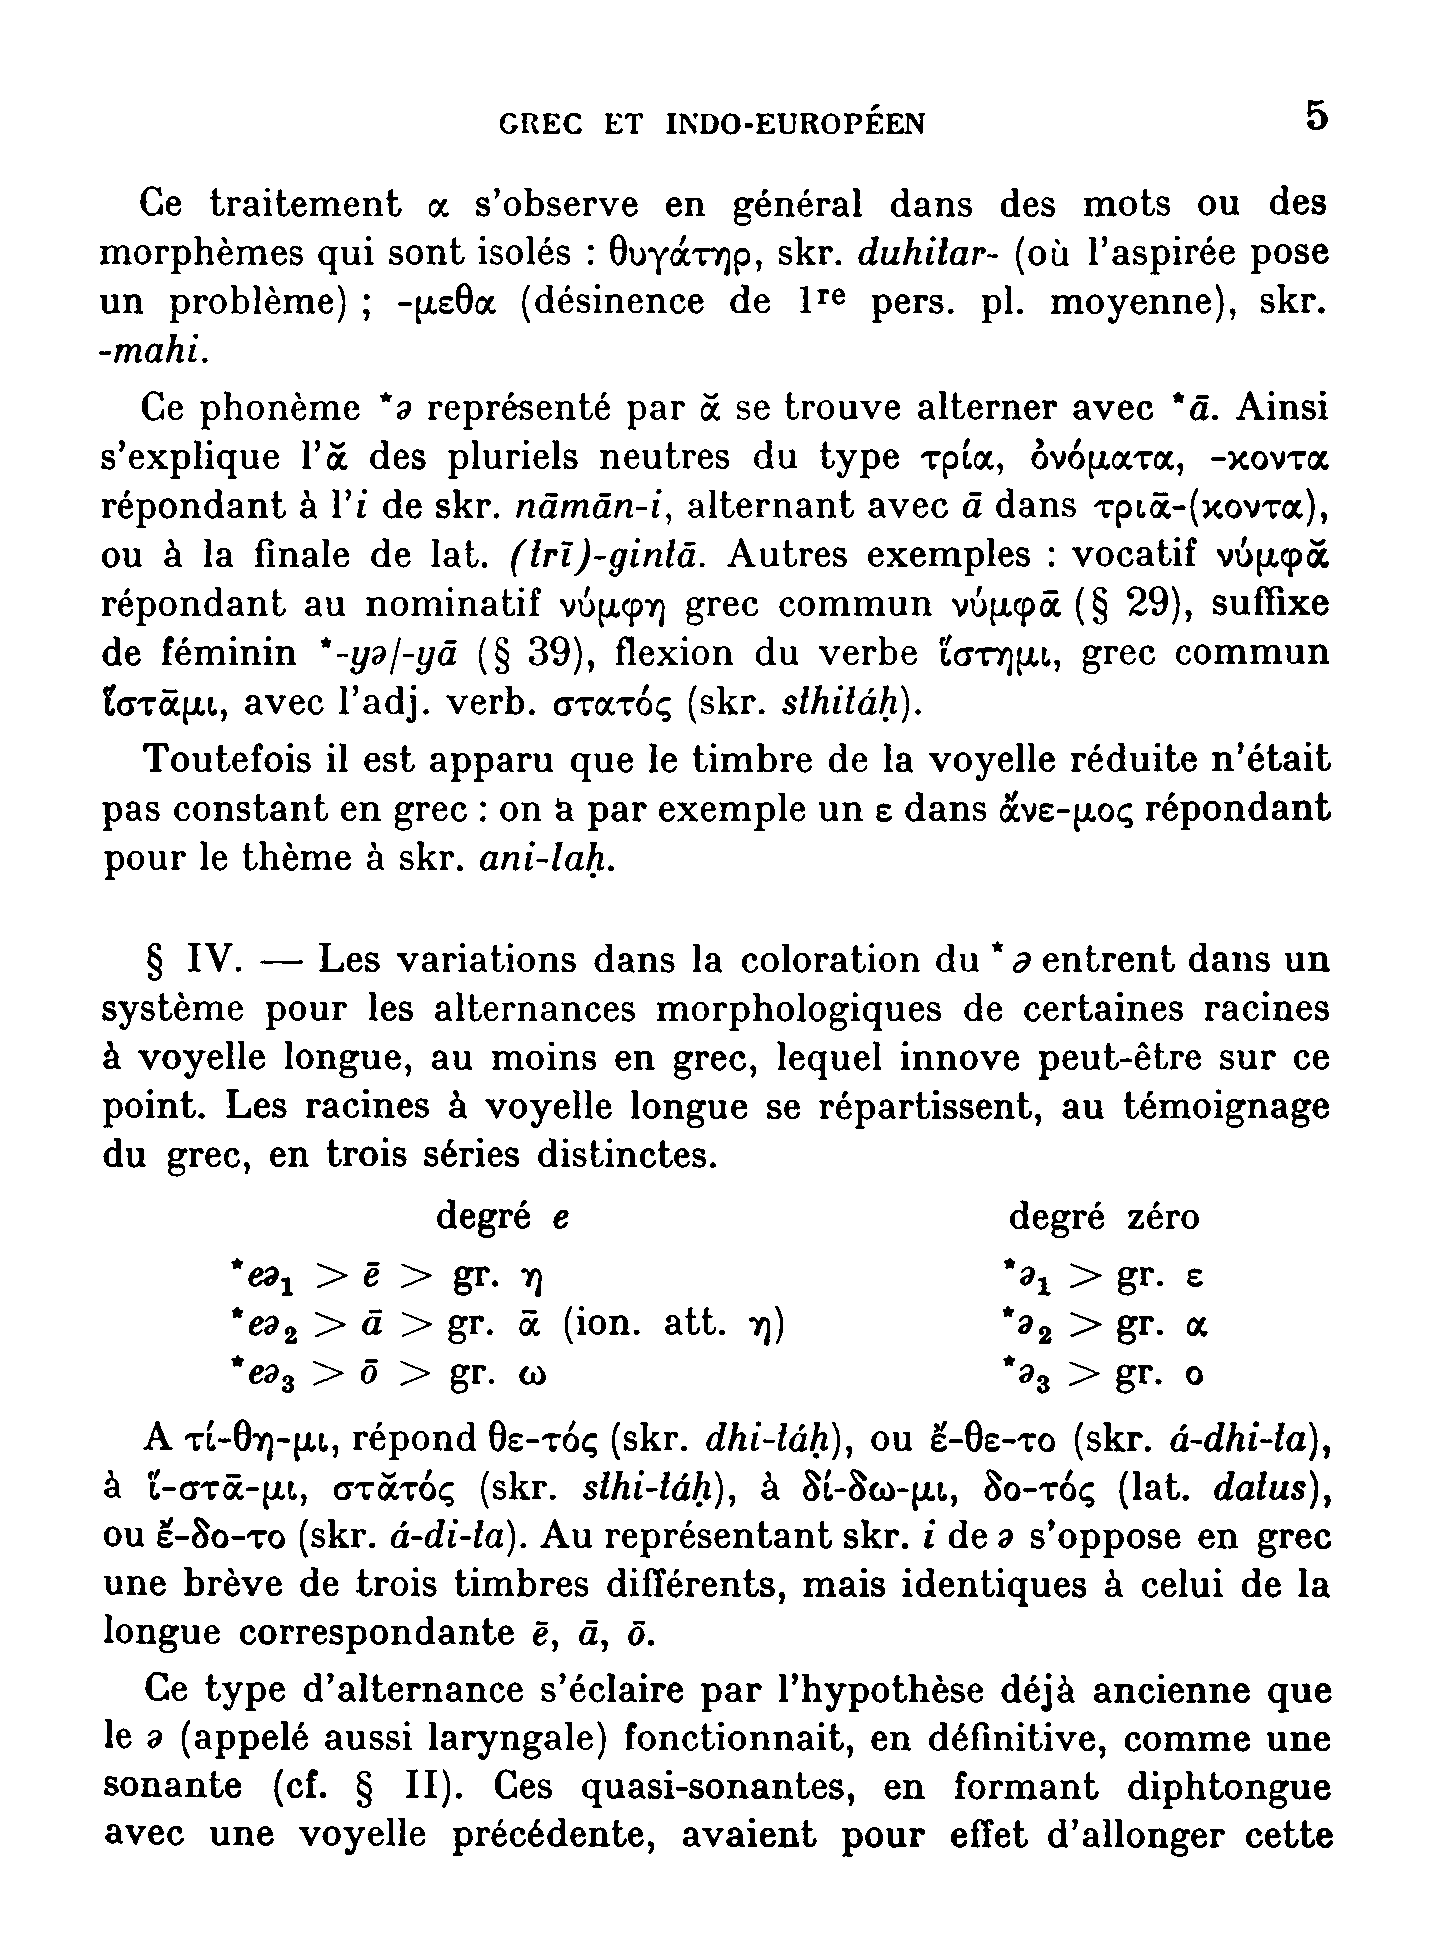 GREC ET INDO-EUROPÉEN 5
Ce traitement α s’observe en général dans des mots ou des
morphèmes qui sont isolés : θυγάτηρ, skr. duhitar- (où l’aspirée pose
un problème) ; -μεθα (désinence de 1re pers. pl. moyenne), skr.
-mahi.
Ce phonème *ə représenté par ᾰ se trouve alterner avec *ā. Ainsi
s’explique l’ᾰ des pluriels neutres du type τρία, ὀνόματα, -κοντα
répondant à l’i de skr. nāmān-i, alternant avec ā dans τριᾱ-(κοντα),
ou à la finale de lat. (trī)-gintā. Autres exemples : vocatif νύμφᾰ
répondant au nominatif νύμφη grec commun νύμφᾱ (§ 29), suffixe
de féminin *-yə/-yā (§ 39), flexion du verbe ἵστημι, grec commun
ἵστᾱμι, avec l’adj. verb. στατός (skr. sthitáḥ).
Toutefois il est apparu que le timbre de la voyelle réduite n’était
pas constant en grec : on a par exemple un ε dans ἄνε-μος répondant
pour le thème à skr. ani-laḥ.
§ IV. — Les variations dans la coloration du *ə entrent dans un
système pour les alternances morphologiques de certaines racines
à voyelle longue, au moins en grec, lequel innove peut-être sur ce
point. Les racines à voyelle longue se répartissent, au témoignage
du grec, en trois séries distinctes.
degré e degré zéro
*eə₁ > ē > gr. η *ə₁ > gr. ε
*eə₂ > ā > gr. ᾱ (ion. att. η) *ə₂ > gr. α
*eə₃ > ō > gr. ω *ə₃ > gr. ο
A τί-θη-μι, répond θε-τός (skr. dhi-táḥ), ou ἔ-θε-το (skr. á-dhi-ta),
à ἵ-στᾱ-μι, στᾰτός (skr. sthi-táḥ), à δί-δω-μι, δο-τός (lat. datus),
ou ἔ-δο-το (skr. á-di-ta). Au représentant skr. i de ə s’oppose en grec
une brève de trois timbres différents, mais identiques à celui de la
longue correspondante ē, ā, ō.
Ce type d’alternance s’éclaire par l’hypothèse déjà ancienne que
le ə (appelé aussi laryngale) fonctionnait, en définitive, comme une
sonante (cf. § II). Ces quasi-sonantes, en formant diphtongue
avec une voyelle précédente, avaient pour effet d’allonger cette